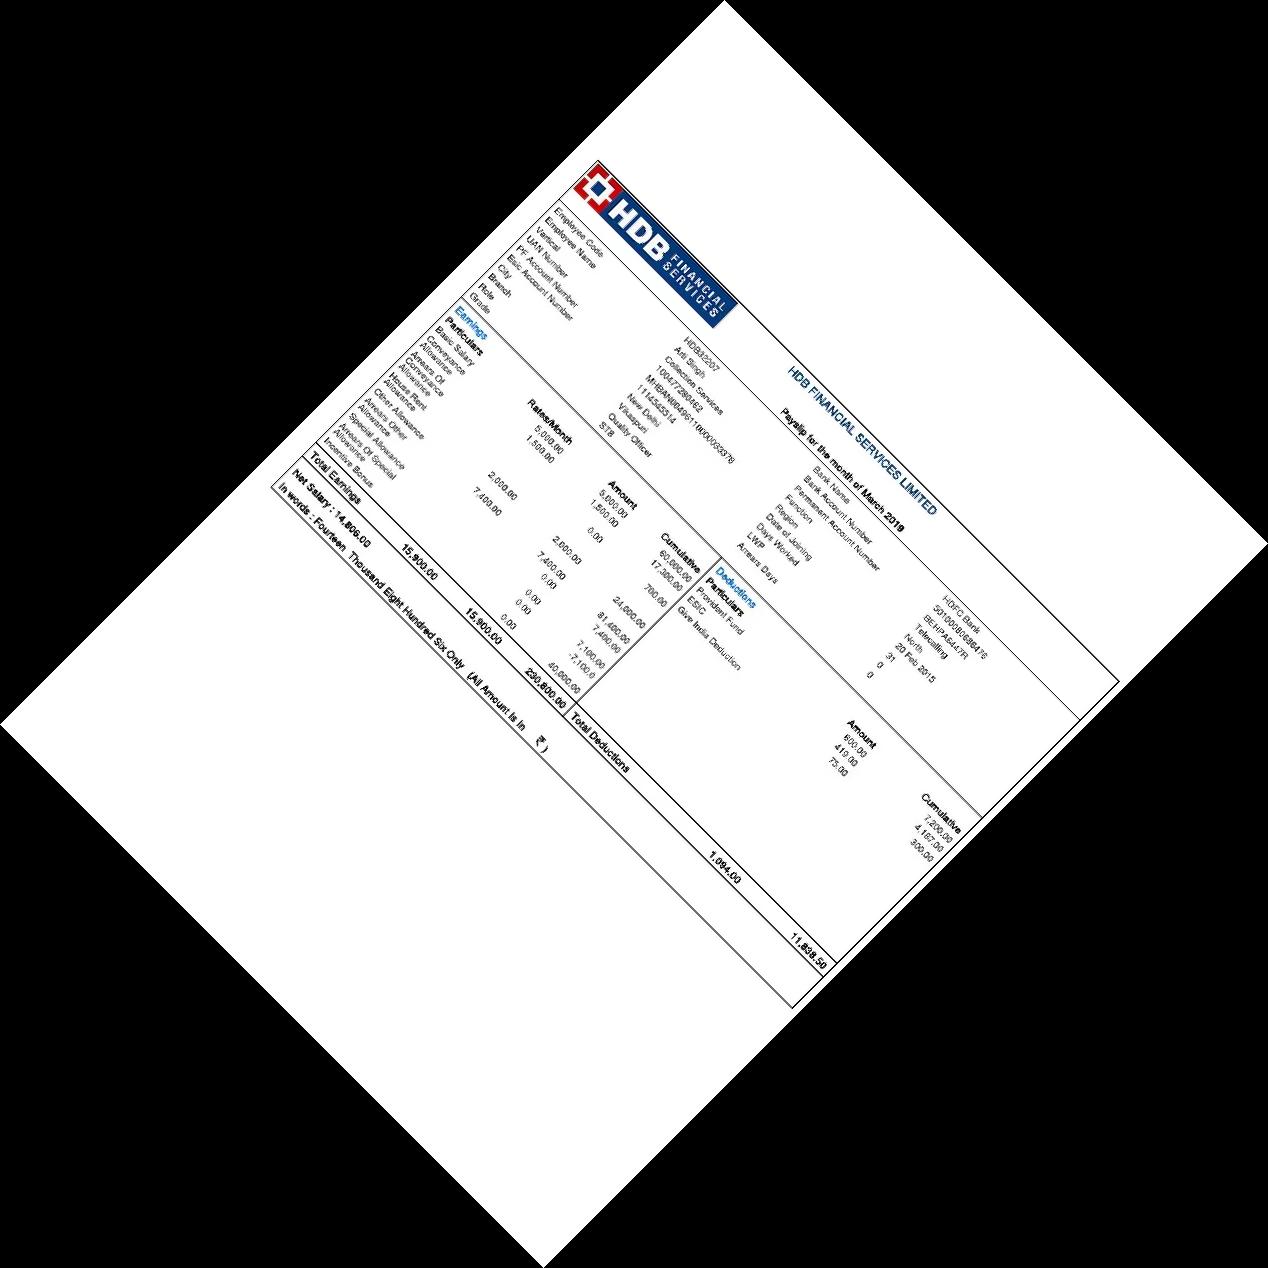 HDB FINANCIAL SERVICES
HDB FINANCIAL SERVICES LIMITED
Payslip for the month of March 2019
Employee Code HDB32207 Bank Name HDFC Bank
Employee Name Arti Singh Bank Account Number
Vertical Collection Services Permanent Account Number
UAN Number Function Telecalling
PF Account Number Region North
Esic Account Number Date of Joining 20 Feb 2015
City New Delhi Days Worked 31
Branch Vikaspuri LWP 0
Role Quality Officer Arrears Days 0
Grade ST8
Earnings Deductions
Particulars Rates/Month Amount Cumulative Particulars Amount Cumulative
Basic Salary 5,000.00 5,000.00 60,000.00 Provident Fund 600.00 7,200.00
Conveyance Allowance 1,500.00 1,500.00 17,300.00 ESIC 419.00 4,187.00
Arrears Of Conveyance Allowance 0.00 700.00 Give India Deduction 75.00 300.00
House Rent Allowance 2,000.00 2,000.00 24,000.00
Other Allowance 7,400.00 7,400.00 81,400.00
Arrears Other Allowance 0.00 7,400.00
Special Allowance 0.00 7,100.00
Arrears Of Special Allowance 0.00 -7,100.0
Incentive Bonus 0.00 40,000.00
Total Earnings 15,900.00 15,900.00 230,800.00 Total Deductions 1,094.00 11,838.50
Net Salary : 14,806.00
In words : Fourteen Thousand Eight Hundred Six Only (All Amount is in ₹ )